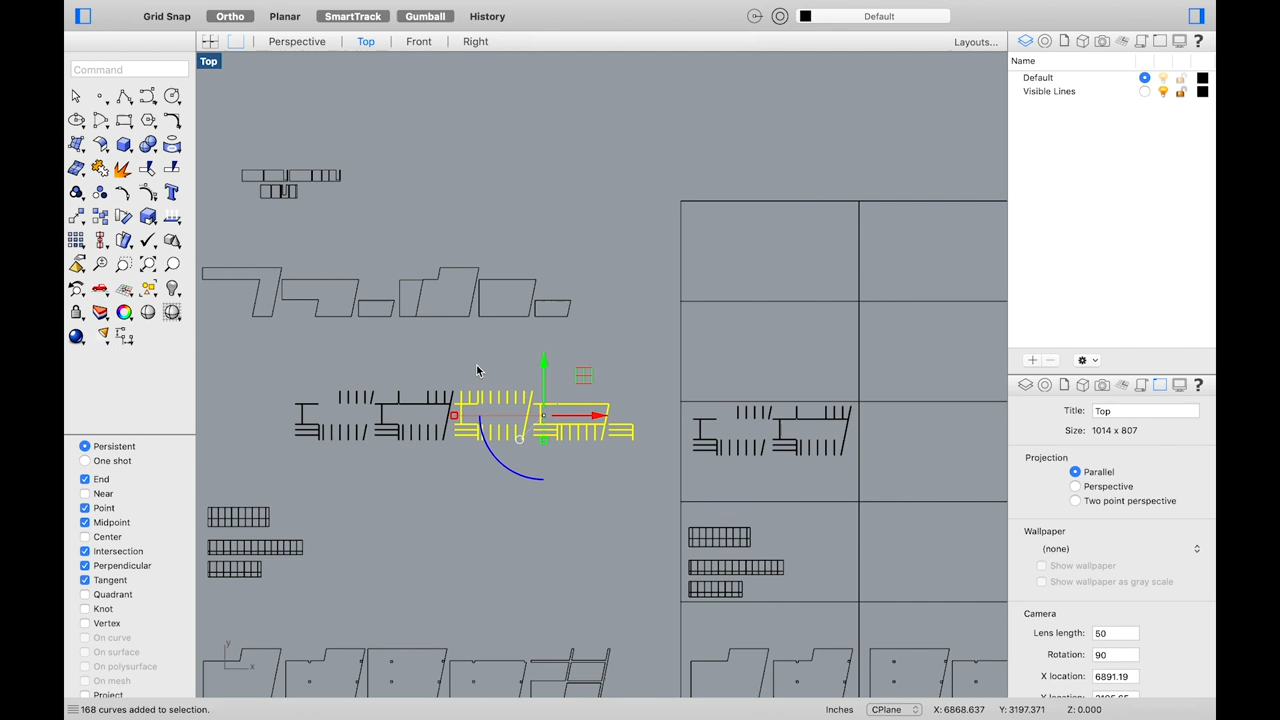 Grid Snap Ortho Planar SmartTrack Gumball History Default
Perspective Top Front Right Layouts...
Top
Command
Name
Default
Visible Lines
Title: Top
Size: 1014 x 807
Projection
Parallel
Perspective
Two point perspective
Wallpaper
(none)
Show wallpaper
Show wallpaper as gray scale
Camera
Lens length: 50
Rotation: 90
X location: 6891.19
Persistent
One shot
End
Near
Point
Midpoint
Center
Intersection
Perpendicular
Tangent
Quadrant
Knot
Vertex
On curve
On surface
On polysurface
On mesh
Project
y
x
168 curves added to selection. Inches CPlane X: 6868.637 Y: 3197.371 Z: 0.000